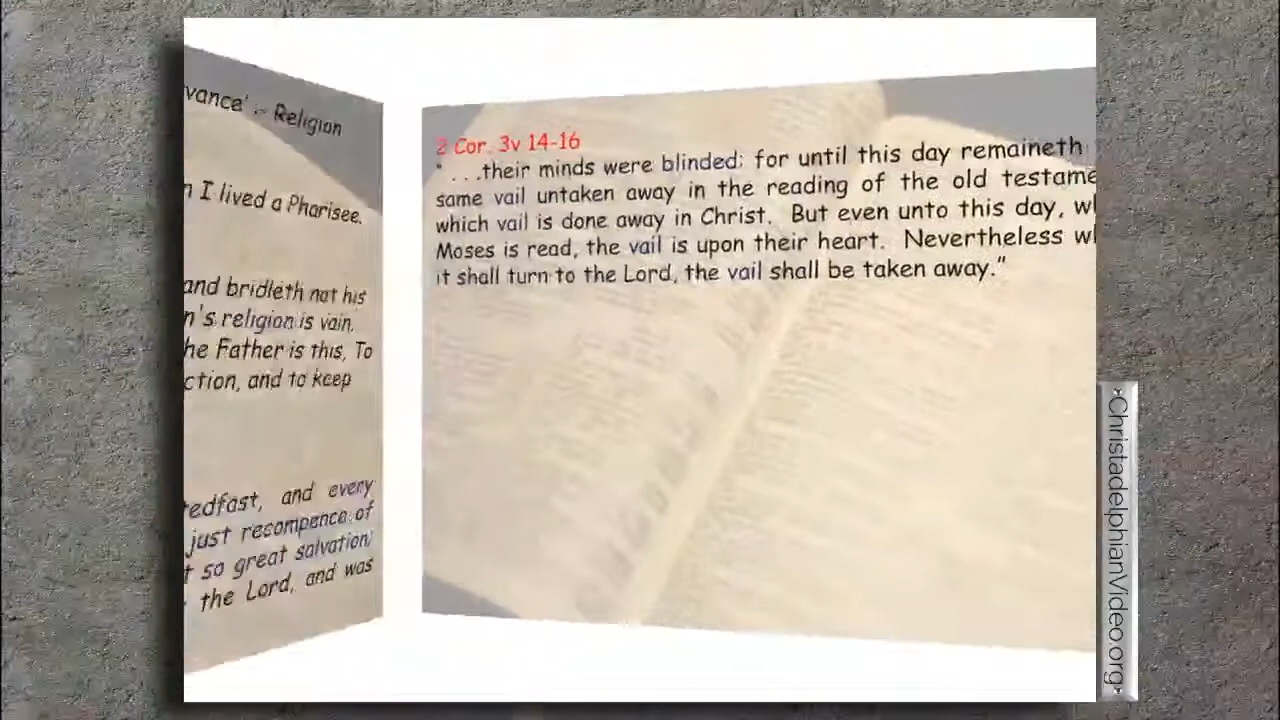 vance' :- Religion
n I lived a Pharisee.
and bridleth not his
n's religion is vain.
he Father is this, To
ction, and to keep
tedfast, and every
just recompence of
t so great salvation;
the Lord, and was
2 Cor. 3v 14-16
" . . .their minds were blinded: for until this day remaineth
same vail untaken away in the reading of the old testame
which vail is done away in Christ. But even unto this day, w
Moses is read, the vail is upon their heart. Nevertheless w
it shall turn to the Lord, the vail shall be taken away."
•ChristadelphianVideo.org•